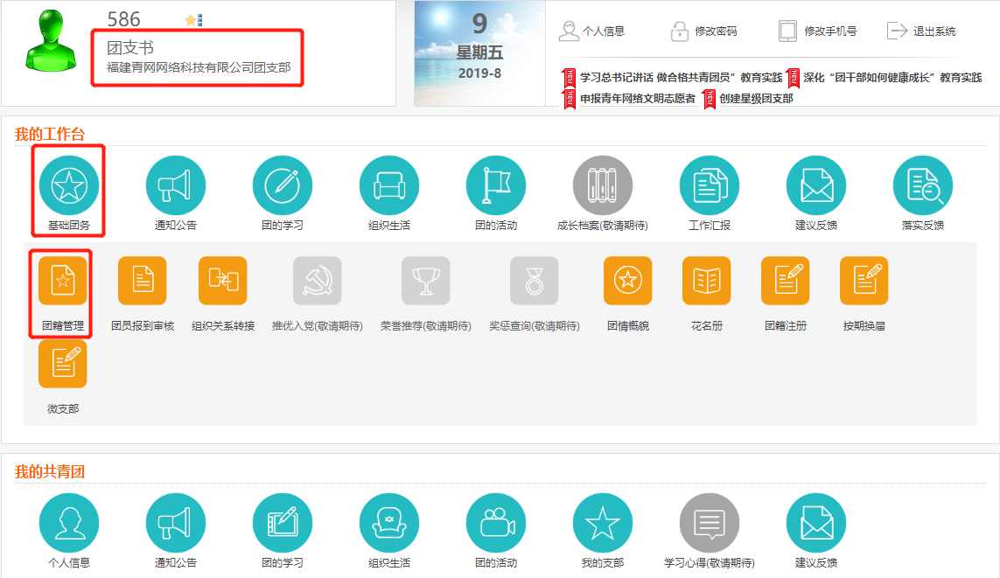 586
团支书
福建青网网络科技有限公司团支部
9
星期五
2019-8
个人信息 修改密码 修改手机号 退出系统
学习总书记讲话 做合格共青团员”教育实践 深化“团干部如何健康成长”教育实践
申报青年网络文明志愿者 创建星级团支部
我的工作台
基础团务 通知公告 团的学习 组织生活 团的活动 成长档案(敬请期待) 工作汇报 建议反馈 落实反馈
团籍管理 团员报到审核 组织关系转接 推优入党(敬请期待) 荣誉推荐(敬请期待) 奖惩查询(敬请期待) 团情概貌 花名册 团籍注册 按期换届
微支部
我的共青团
个人信息 通知公告 团的学习 组织生活 团的活动 我的支部 学习心得(敬请期待) 建议反馈